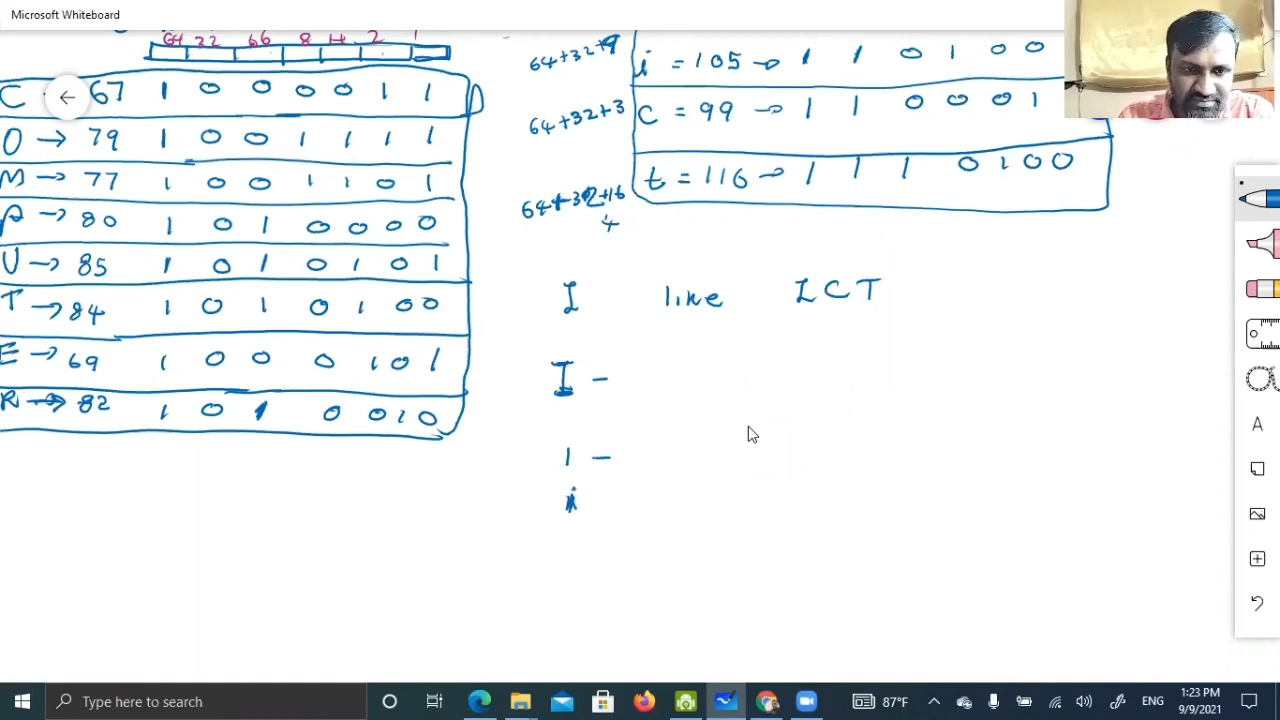 Microsoft Whiteboard
64 32 66 8 4 2 1
C 67 1 0 0 0 0 1 1
O → 79 1 0 0 1 1 1 1
M → 77 1 0 0 1 1 0 1
P → 80 1 0 1 0 0 0 0
U → 85 1 0 1 0 1 0 1
T → 84 1 0 1 0 1 0 0
E → 69 1 0 0 0 1 0 1
R → 82 1 0 1 0 0 1 0
64+32+9 i = 105 → 1 1 0 1 0 0
64+32+3 C = 99 → 1 1 0 0 0 1
64+32+16 t = 116 → 1 1 1 0 1 0 0
4
I like ICT
I -
1 -
i
Type here to search
87°F
ENG
1:23 PM
9/9/2021